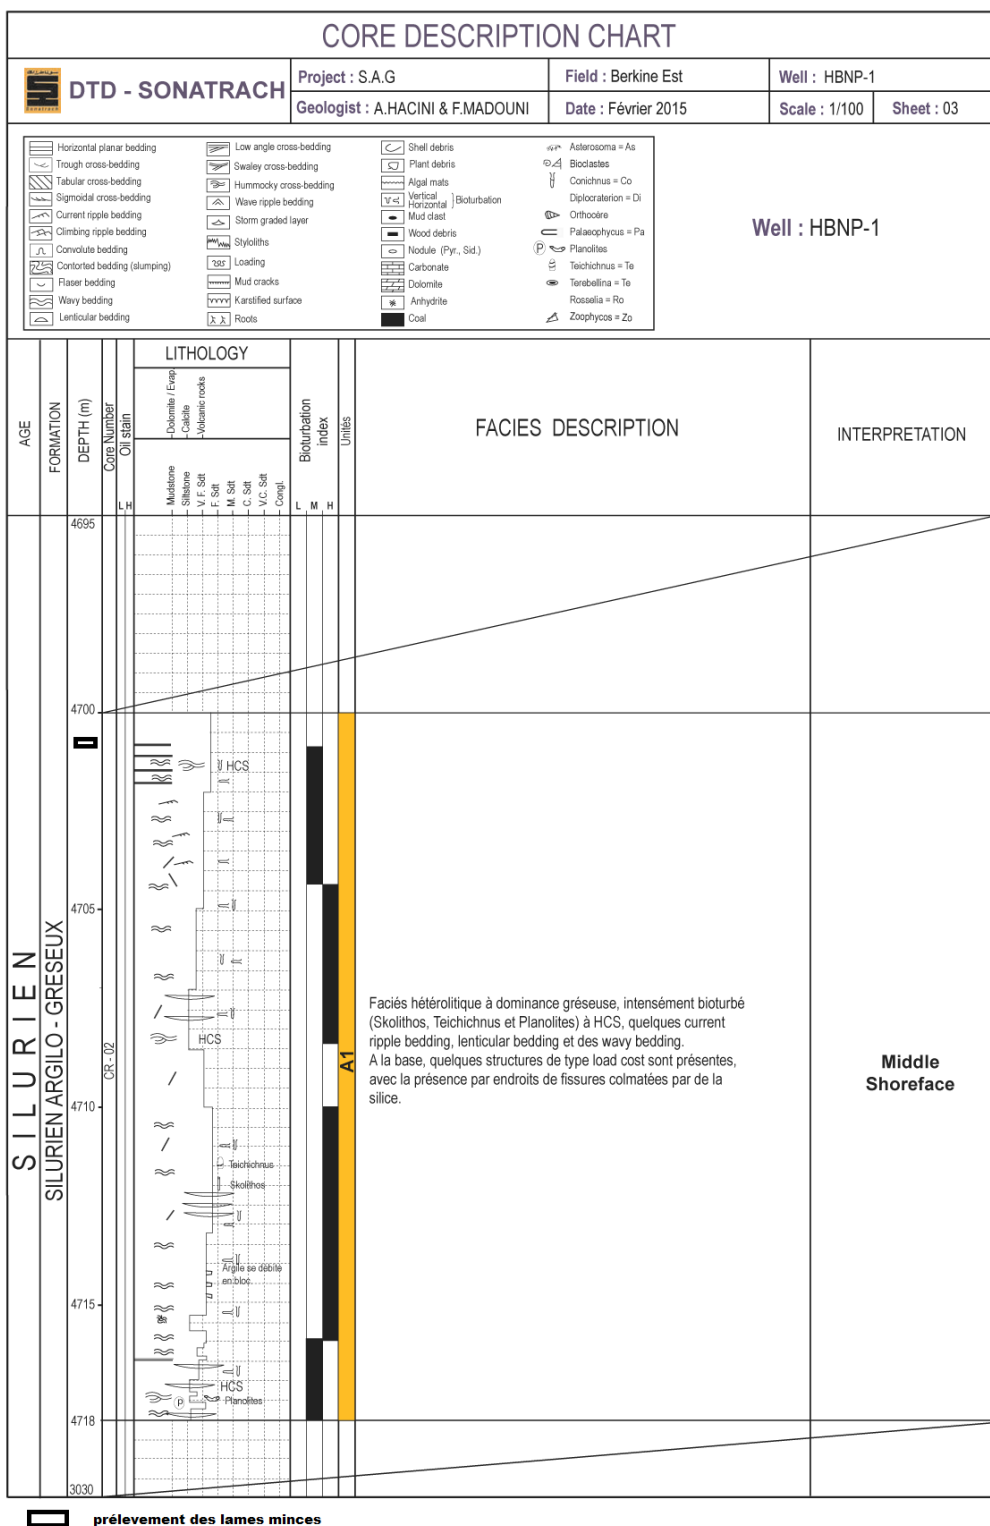 CORE DESCRIPTION CHART
DTD - SONATRACH
Project : S.A.G
Field : Berkine Est
Well : HBNP-1
Geologist : A.HACINI & F.MADOUNI
Date : Février 2015
Scale : 1/100
Sheet : 03
Horizontal planar bedding
Trough cross-bedding
Tabular cross-bedding
Sigmoidal cross-bedding
Current ripple bedding
Climbing ripple bedding
Convolute bedding
Contorted bedding (slumping)
Flaser bedding
Wavy bedding
Lenticular bedding
Low angle cross-bedding
Swaley cross-bedding
Hummocky cross-bedding
Wave ripple bedding
Storm graded layer
Styloliths
Loading
Mud cracks
Karstified surface
Roots
Shell debris
Plant debris
Algal mats
Vertical
Horizontal } Bioturbation
Mud clast
Wood debris
Nodule (Pyr., Sid.)
Carbonate
Dolomite
Anhydrite
Coal
Asterosoma = As
Bioclastes
Conichnus = Co
Diplocraterion = Di
Orthocère
Palaeophycus = Pa
P Planolites
Teichichnus = Te
Terebellina = Te
Rosselia = Ro
Zoophycos = Zo
Well : HBNP-1
AGE
FORMATION
DEPTH (m)
Core Number
Oil stain
L H
LITHOLOGY
Dolomite / Evap.
Calcite
Volcanic rocks
Mudstone
Siltstone
V. F. Sdt
F. Sdt
M. Sdt
C. Sdt
V.C. Sdt
Congl.
Bioturbation
index
L M H
Unités
FACIES DESCRIPTION
INTERPRETATION
4695
4700
HCS
4705
HCS
4710
Teichichnus
Skolithos
Argile se débite
en bloc
4715
HCS
P
Planolites
4718
3030
SILURIEN
SILURIEN ARGILO - GRESEUX
CR - 02
A1
Faciés hétérolitique à dominance gréseuse, intensément bioturbé
(Skolithos, Teichichnus et Planolites) à HCS, quelques current
ripple bedding, lenticular bedding et des wavy bedding.
A la base, quelques structures de type load cost sont présentes,
avec la présence par endroits de fissures colmatées par de la
silice.
Middle
Shoreface
prélevement des lames minces